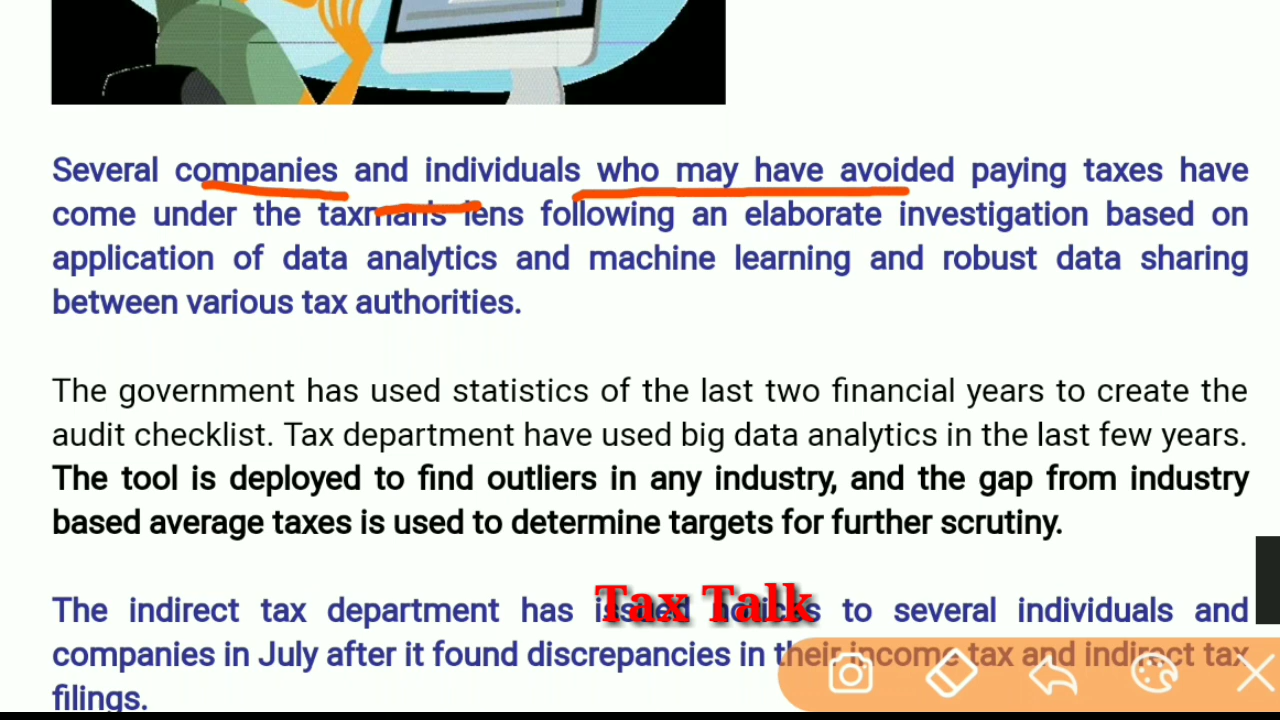 Several companies and individuals who may have avoided paying taxes have
come under the taxman's lens following an elaborate investigation based on
application of data analytics and machine learning and robust data sharing
between various tax authorities.
The government has used statistics of the last two financial years to create the
audit checklist. Tax department have used big data analytics in the last few years.
The tool is deployed to find outliers in any industry, and the gap from industry
based average taxes is used to determine targets for further scrutiny.
The indirect tax department has issued notices to several individuals and
Tax Talk
companies in July after it found discrepancies in their income tax and indirect tax
filings.